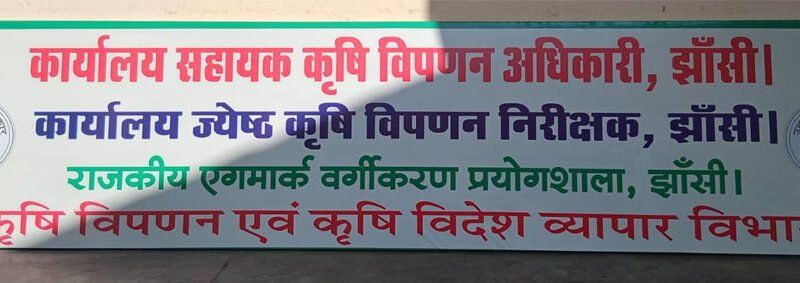 कार्यालय सहायक कृषि विपणन अधिकारी, झाँसी।
कार्यालय ज्येष्ठ कृषि विपणन निरीक्षक, झाँसी।
राजकीय एगमार्क वर्गीकरण प्रयोगशाला, झाँसी।
कृषि विपणन एवं कृषि विदेश व्यापार विभा